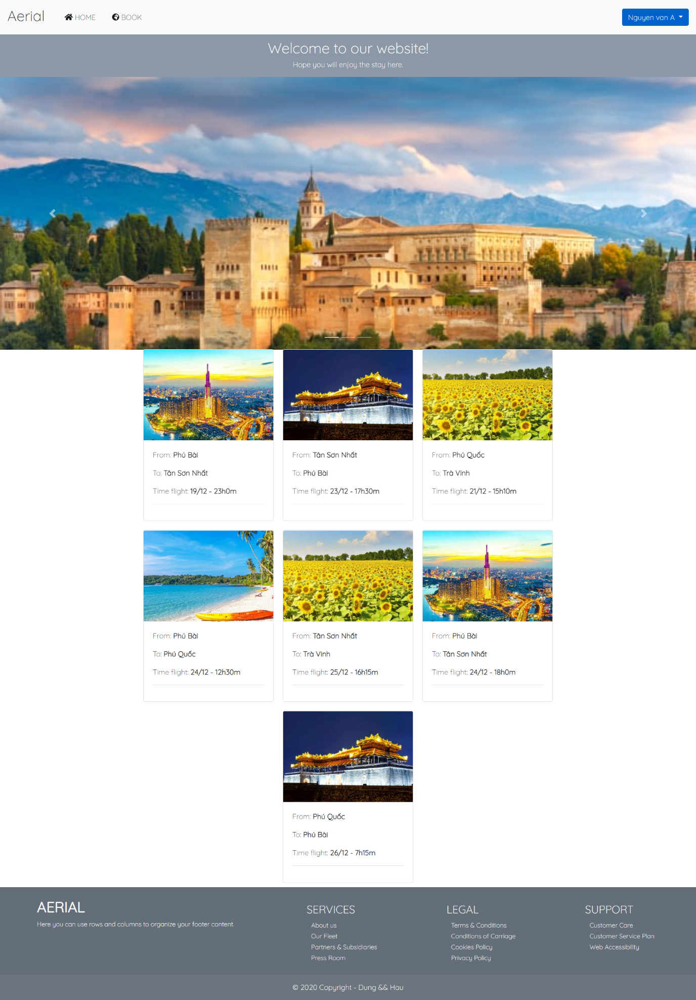 Aerial
HOME
BOOK
Nguyen van A
Welcome to our website!
Hope you will enjoy the stay here.
From: Phú Bài
To: Tân Sơn Nhất
Time flight: 19/12 - 23h0m
From: Tân Sơn Nhất
To: Phú Bài
Time flight: 23/12 - 17h30m
From: Phú Quốc
To: Trà Vinh
Time flight: 21/12 - 15h10m
From: Phú Bài
To: Phú Quốc
Time flight: 24/12 - 12h30m
From: Tân Sơn Nhất
To: Trà Vinh
Time flight: 25/12 - 16h15m
From: Phú Bài
To: Tân Sơn Nhất
Time flight: 24/12 - 18h0m
From: Phú Quốc
To: Phú Bài
Time flight: 26/12 - 7h15m
AERIAL
Here you can use rows and columns to organize your footer content.
SERVICES
About us
Our Fleet
Partners & Subsidiaries
Press Room
LEGAL
Terms & Conditions
Conditions of Carriage
Cookies Policy
Privacy Policy
SUPPORT
Customer Care
Customer Service Plan
Web Accessibility
© 2020 Copyright - Dung && Hau